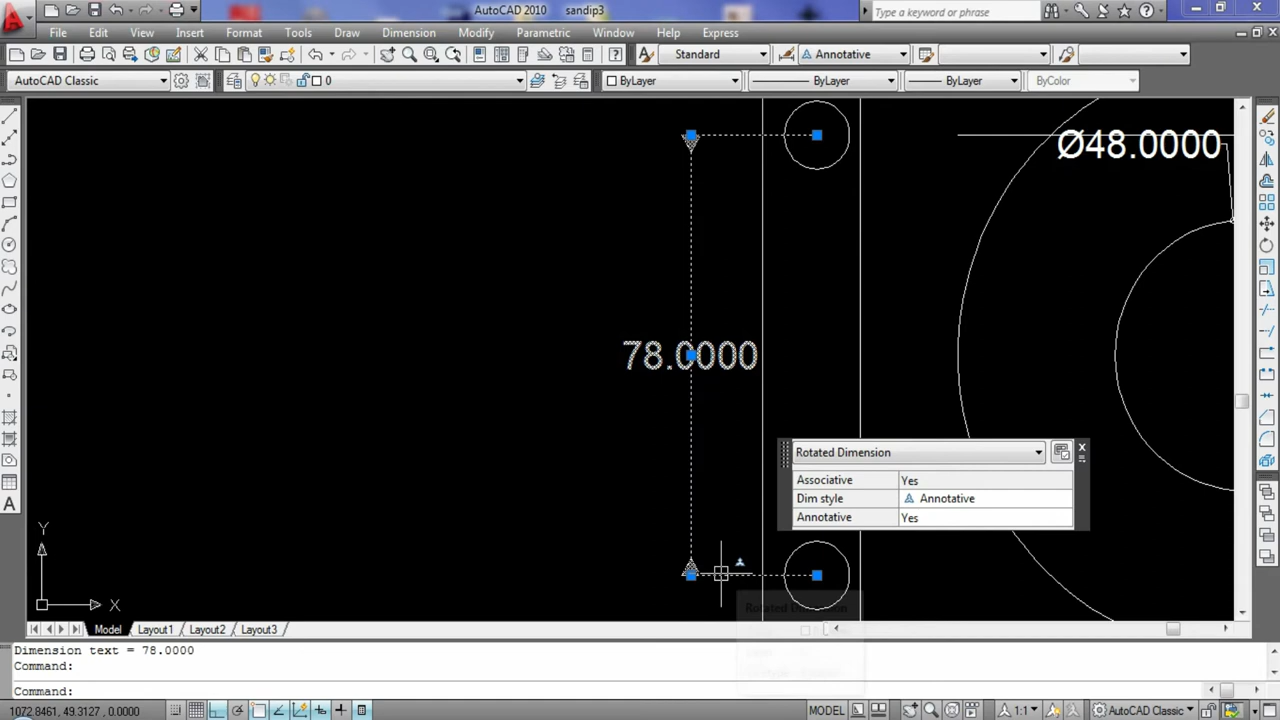 AutoCAD 2010 sandip3
Type a keyword or phrase
File Edit View Insert Format Tools Draw Dimension Modify Parametric Window Help Express
Standard Annotative
AutoCAD Classic 0 ByLayer ByLayer ByLayer ByColor
Ø48.0000
78.0000
Rotated Dimension
Associative Yes
Dim style Annotative
Annotative Yes
Y
X
Rotated Dimension
Model Layout1 Layout2 Layout3
Dimension text = 78.0000
Command:
Command:
1072.8461, 49.3127, 0.0000 MODEL 1:1 AutoCAD Classic